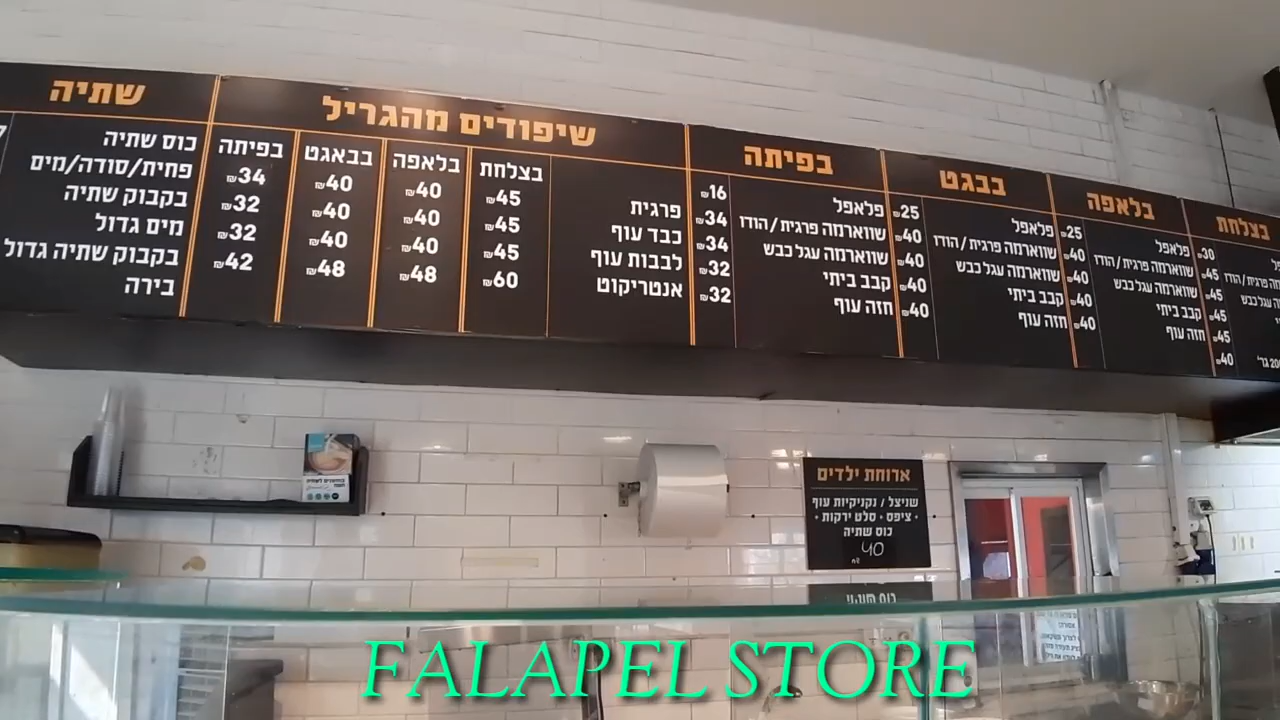 בצלחת
בלאפה
30
45
45
45
40
פלאפל
שווארמה פרגית / הודו
שווארמה עגל כבש
קבב ביתי
חזה עוף
בבגט
25
40
40
40
40
פלאפל
שווארמה פרגית / הודו
שווארמה עגל כבש
קבב ביתי
חזה עוף
בפיתה
25
40
40
40
40
פלאפל
שווארמה פרגית / הודו
שווארמה עגל כבש
קבב ביתי
חזה עוף
16₪
34₪
34₪
32₪
32₪
שיפודים מהגריל
פרגית
כבד עוף
לבבות עוף
אנטריקוט
בצלחת
45₪
45₪
45₪
60₪
בלאפה
40₪
40₪
40₪
48₪
בבאגט
40₪
40₪
40₪
48₪
בפיתה
34₪
32₪
32₪
42₪
שתיה
כוס שתיה
פחית/סודה/מים
בקבוק שתיה
מים גדול
בקבוק שתיה גדול
בירה
ארוחת ילדים
שניצל / נקניקיות עוף
• ציפס • סלט ירקות •
כוס שתיה
40
₪
FALAPEL STORE